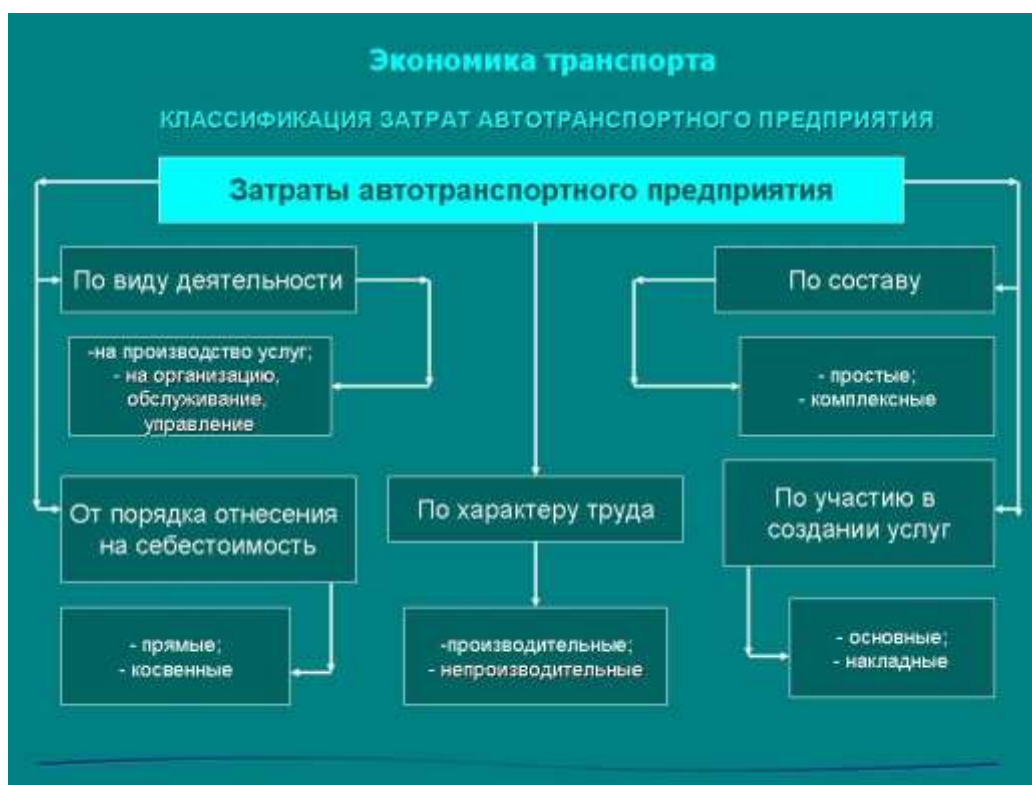 Экономика транспорта
КЛАССИФИКАЦИЯ ЗАТРАТ АВТОТРАНСПОРТНОГО ПРЕДПРИЯТИЯ
Затраты автотранспортного предприятия
По виду деятельности
-на производство услуг;
- на организацию,
обслуживание,
управление
По составу
- простые;
- комплексные
От порядка отнесения
на себестоимость
- прямые;
- косвенные
По характеру труда
-производительные;
- непроизводительные
По участию в
создании услуг
- основные;
- накладные